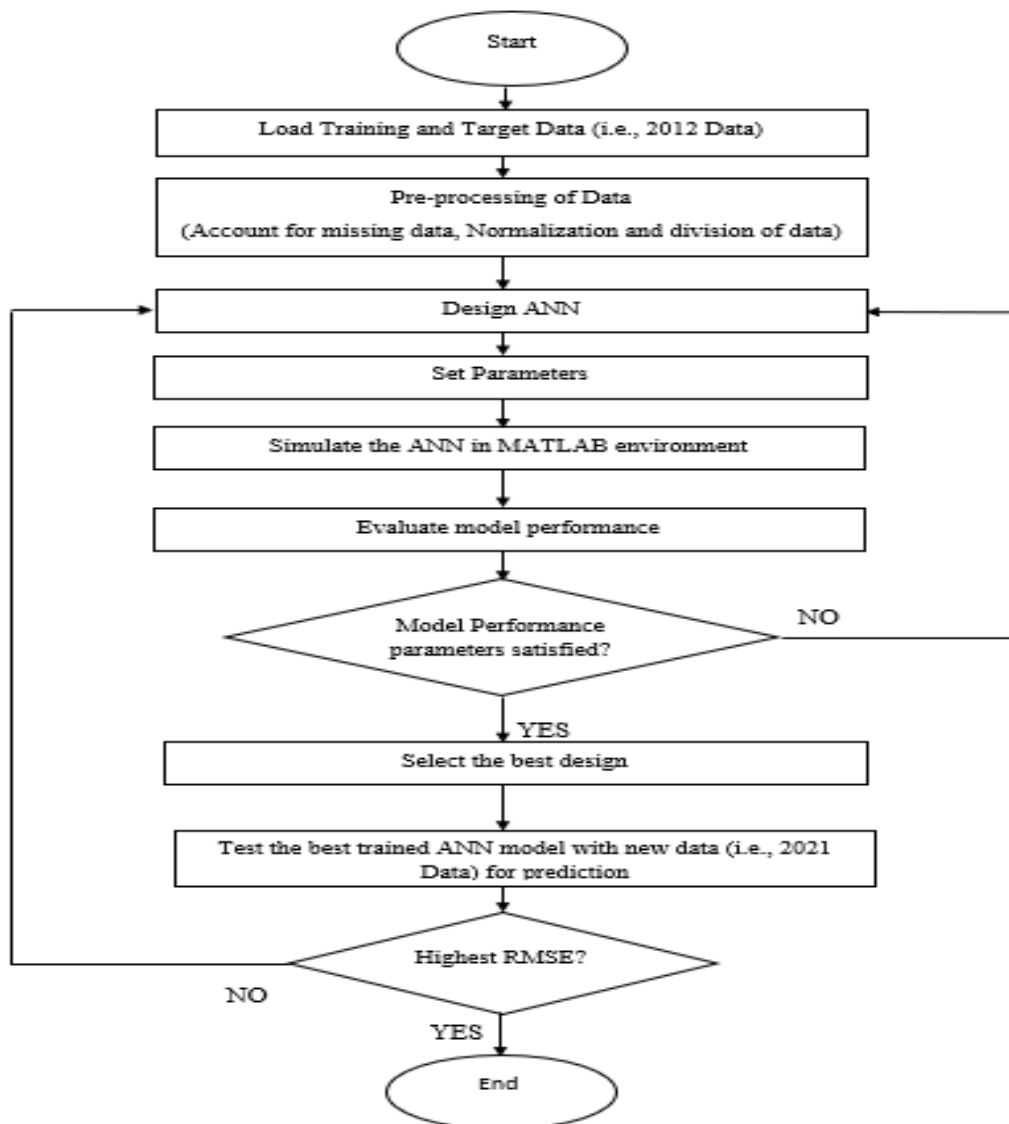 Start
Load Training and Target Data (i.e., 2012 Data)
Pre-processing of Data
(Account for missing data, Normalization and division of data)
Design ANN
Set Parameters
Simulate the ANN in MATLAB environment
Evaluate model performance
Model Performance
parameters satisfied?
NO
YES
Select the best design
Test the best trained ANN model with new data (i.e., 2021
Data) for prediction
Highest RMSE?
NO
YES
End